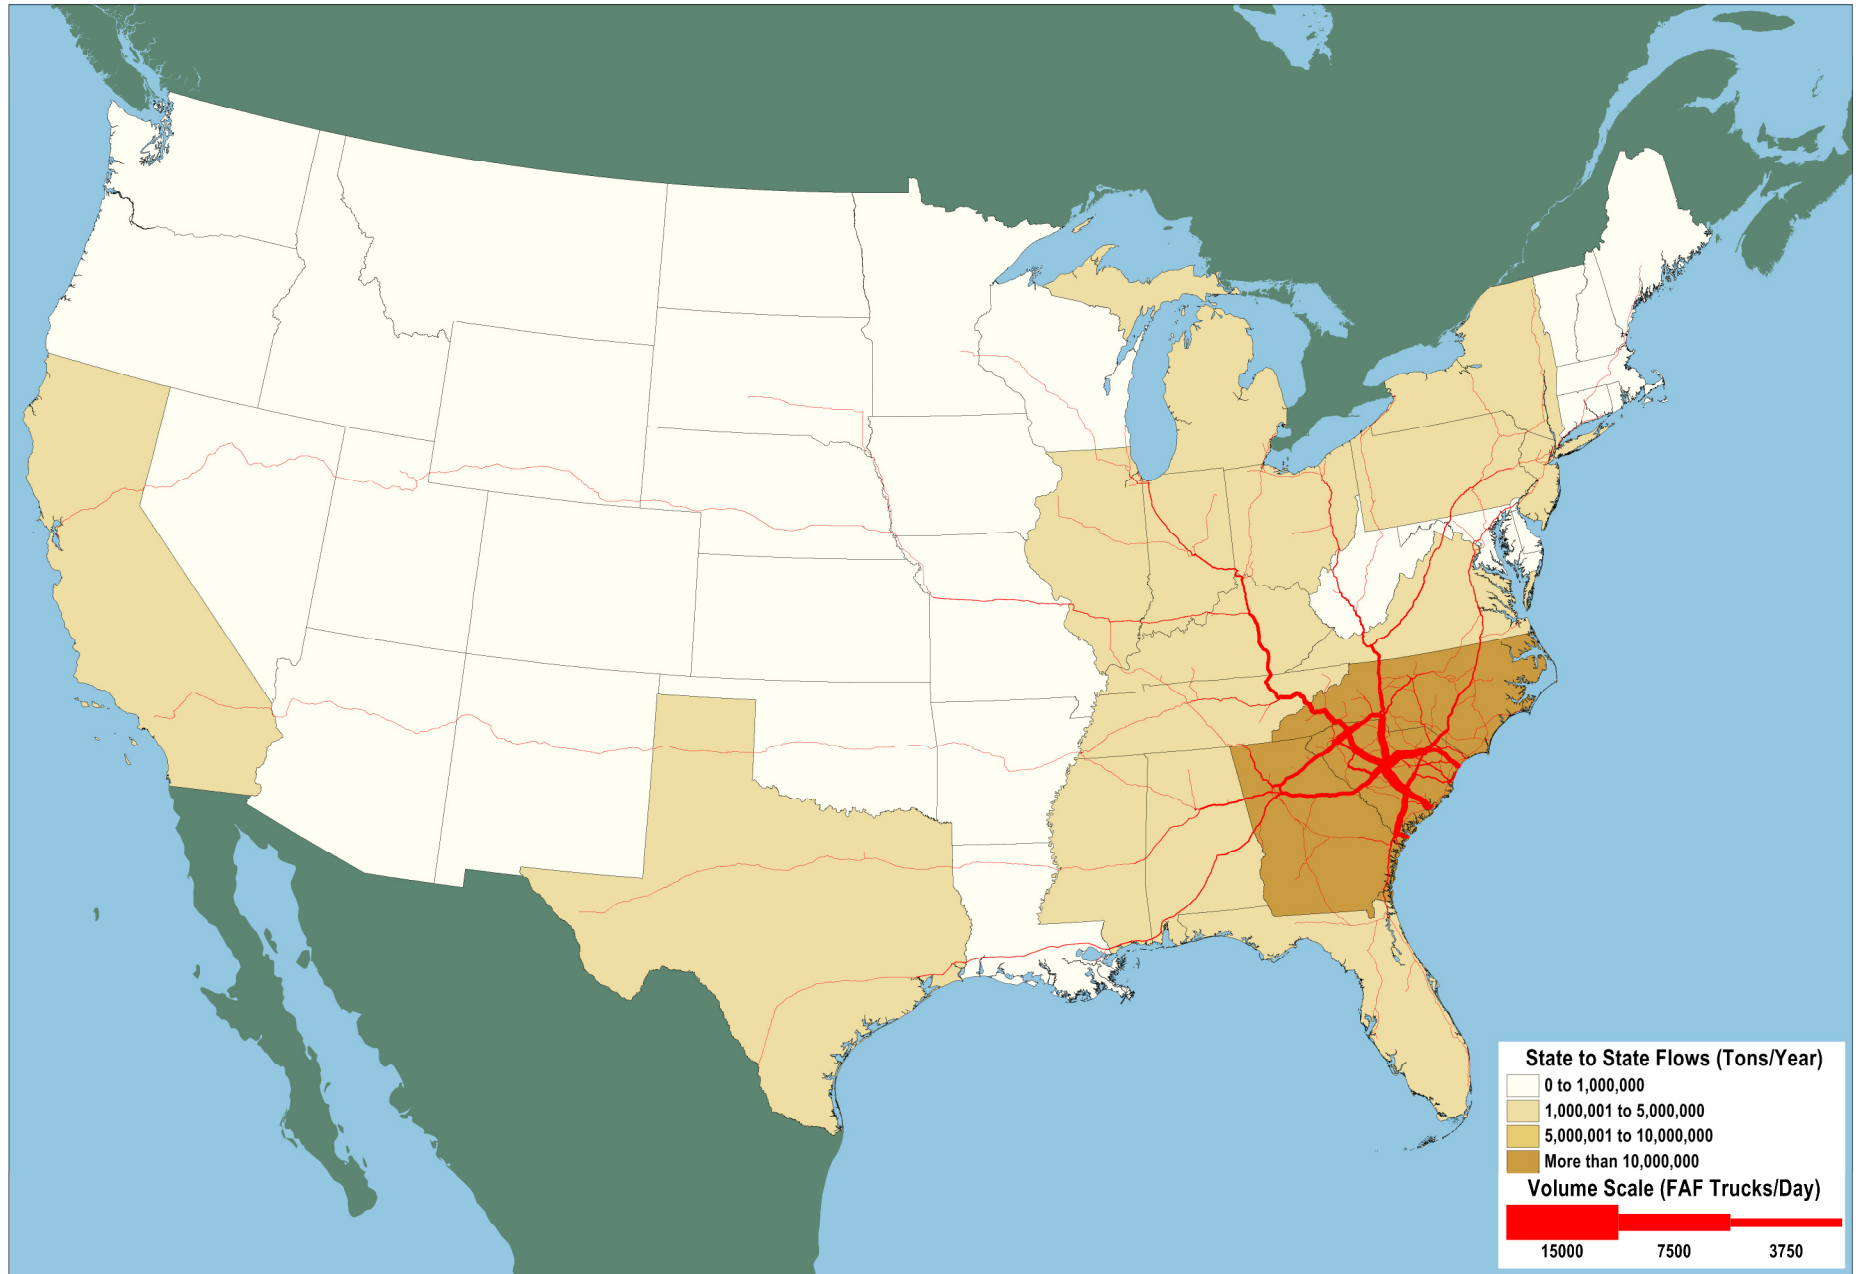 State to State Flows (Tons/Year)
0 to 1,000,000
1,000,001 to 5,000,000
5,000,001 to 10,000,000
More than 10,000,000
Volume Scale (FAF Trucks/Day)
15000 7500 3750